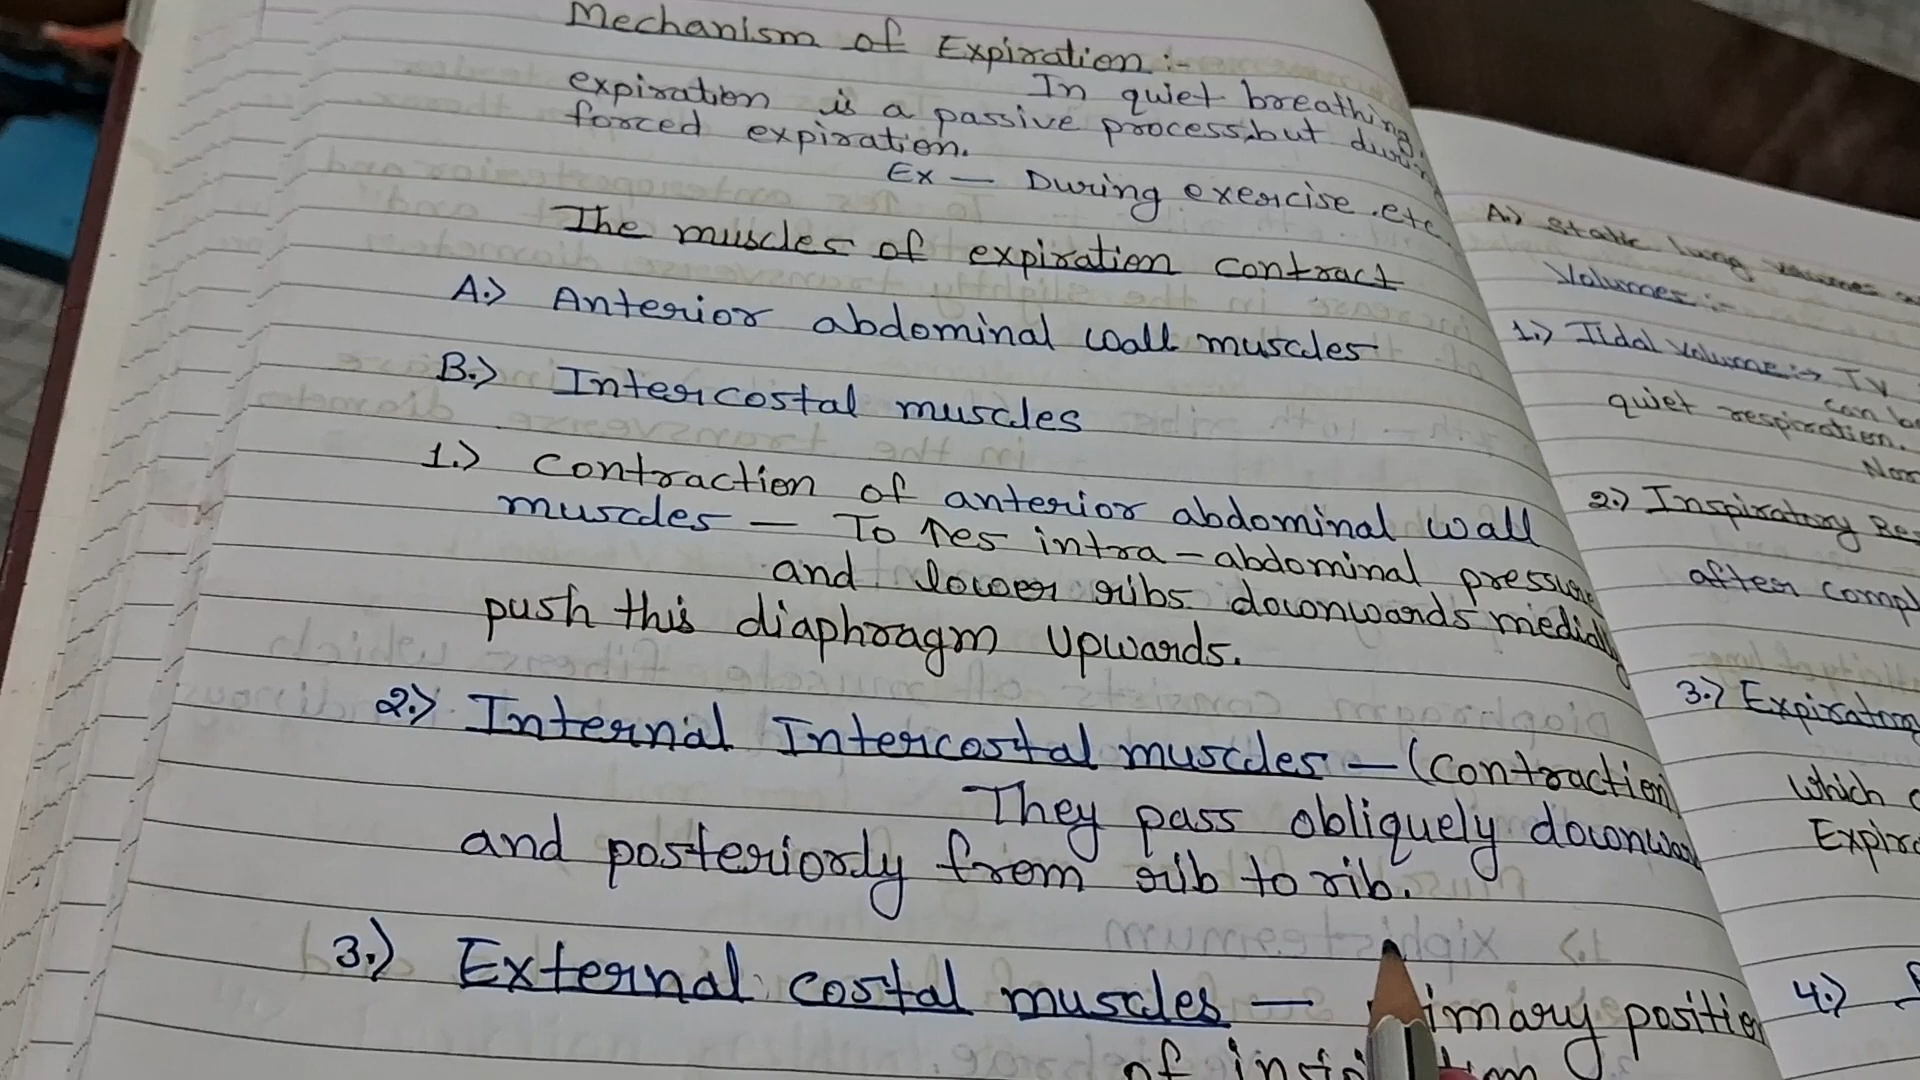 Mechanism of Expiration :-
In quiet breathing,
expiration is a passive process, but during
forced expiration.
Ex — During exercise. etc.
The muscles of expiration contract
A.) Anterior abdominal wall muscles
B.) Intercostal muscles
1.) Contraction of anterior abdominal wall
muscles — To ↑es intra-abdominal pressure
and lower ribs downwards medially
push this diaphragm upwards.
2.) Internal Intercostal muscles — (contraction)
They pass obliquely downward
and posteriorly from rib to rib.
3.) External costal muscles — imary position
of
A.) Static lung volumes
Volumes :-
1.) Tidal volume :→ TV
can be
quiet respiration.
2.) Inspiratory Re
after compl
3.) Expiratory
which
Expir
4.)